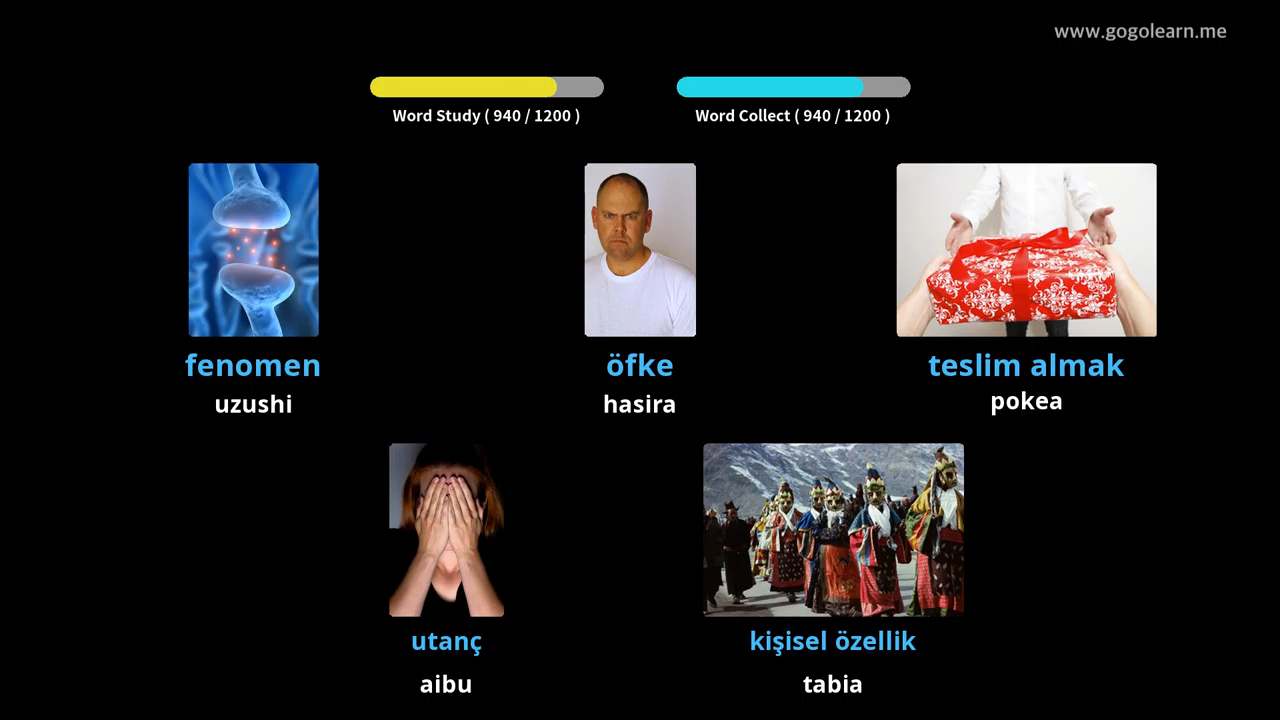 www.gogolearn.me
Word Study ( 940 / 1200 )
Word Collect ( 940 / 1200 )
fenomen
uzushi
öfke
hasira
teslim almak
pokea
utanç
aibu
kişisel özellik
tabia